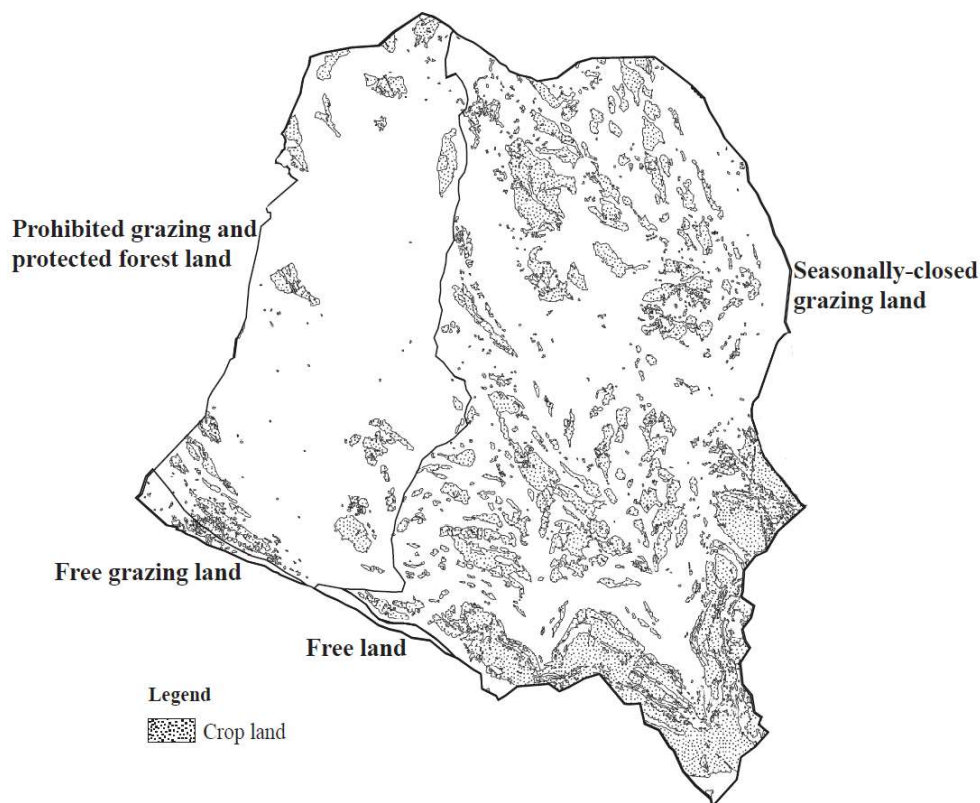 Prohibited grazing and
protected forest land
Seasonally-closed
grazing land
Free grazing land
Free land
Legend
Crop land